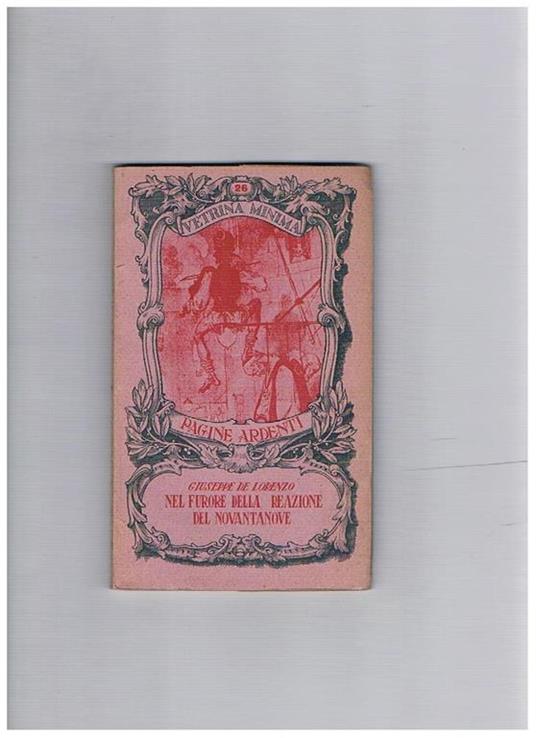 26
VETRINA MINIMA
PAGINE ARDENTI
GIUSEPPE DE LORENZO
NEL FURORE DELLA REAZIONE
DEL NOVANTANOVE